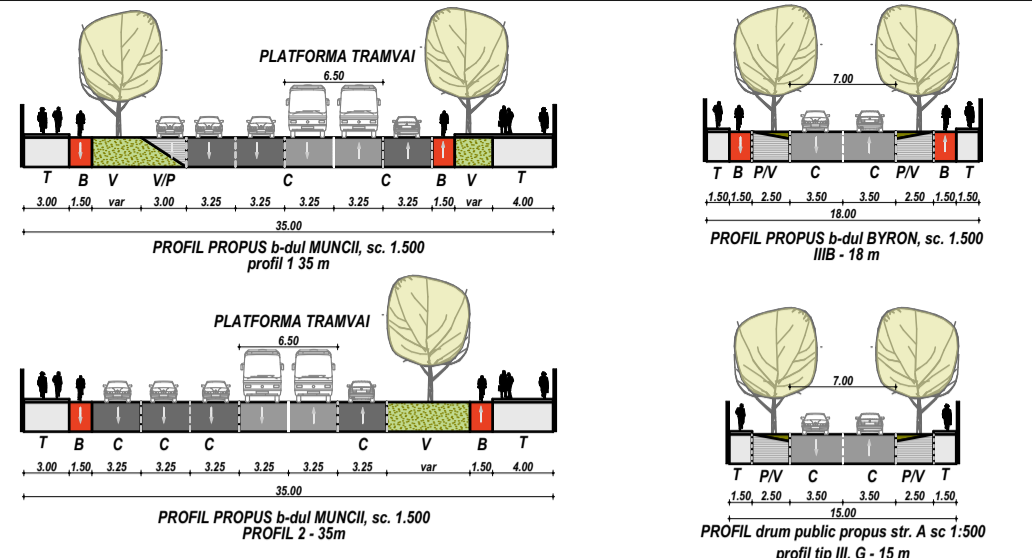 PLATFORMA TRAMVAI
6.50
T B V V/P C C B V T
3.00 1.50 var 3.00 3.25 3.25 3.25 3.25 3.25 1.50 var 4.00
35.00
PROFIL PROPUS b-dul MUNCII, sc. 1.500
profil 1 35 m
7.00
T B P/V C C P/V B T
1.50 1.50 2.50 3.50 3.50 2.50 1.50 1.50
18.00
PROFIL PROPUS b-dul BYRON, sc. 1.500
IIIB - 18 m
PLATFORMA TRAMVAI
6.50
T B C C C C V B T
3.00 1.50 3.25 3.25 3.25 3.25 3.25 3.25 var 1.50 4.00
35.00
PROFIL PROPUS b-dul MUNCII, sc. 1.500
PROFIL 2 - 35m
7.00
T P/V C C P/V T
1.50 2.50 3.50 3.50 2.50 1.50
15.00
PROFIL drum public propus str. A sc 1:500
profil tip III, G - 15 m